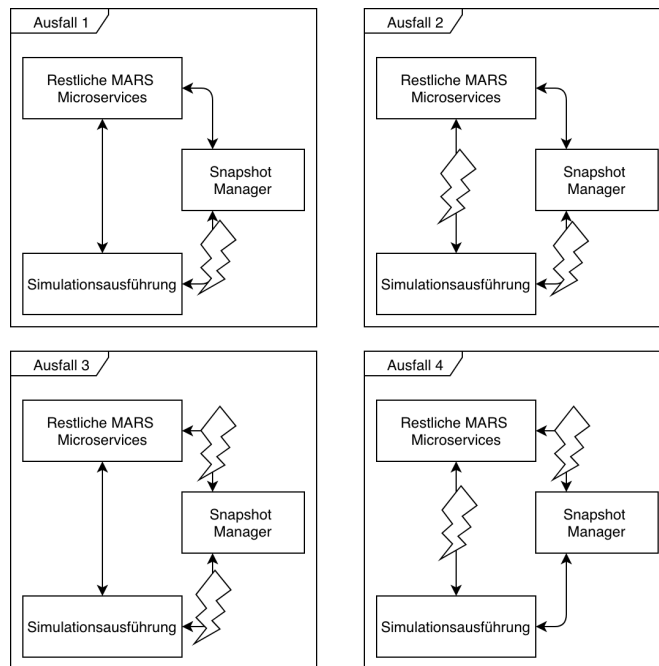 Ausfall 1
Restliche MARS
Microservices
Snapshot
Manager
Simulationsausführung
Ausfall 2
Restliche MARS
Microservices
Snapshot
Manager
Simulationsausführung
Ausfall 3
Restliche MARS
Microservices
Snapshot
Manager
Simulationsausführung
Ausfall 4
Restliche MARS
Microservices
Snapshot
Manager
Simulationsausführung